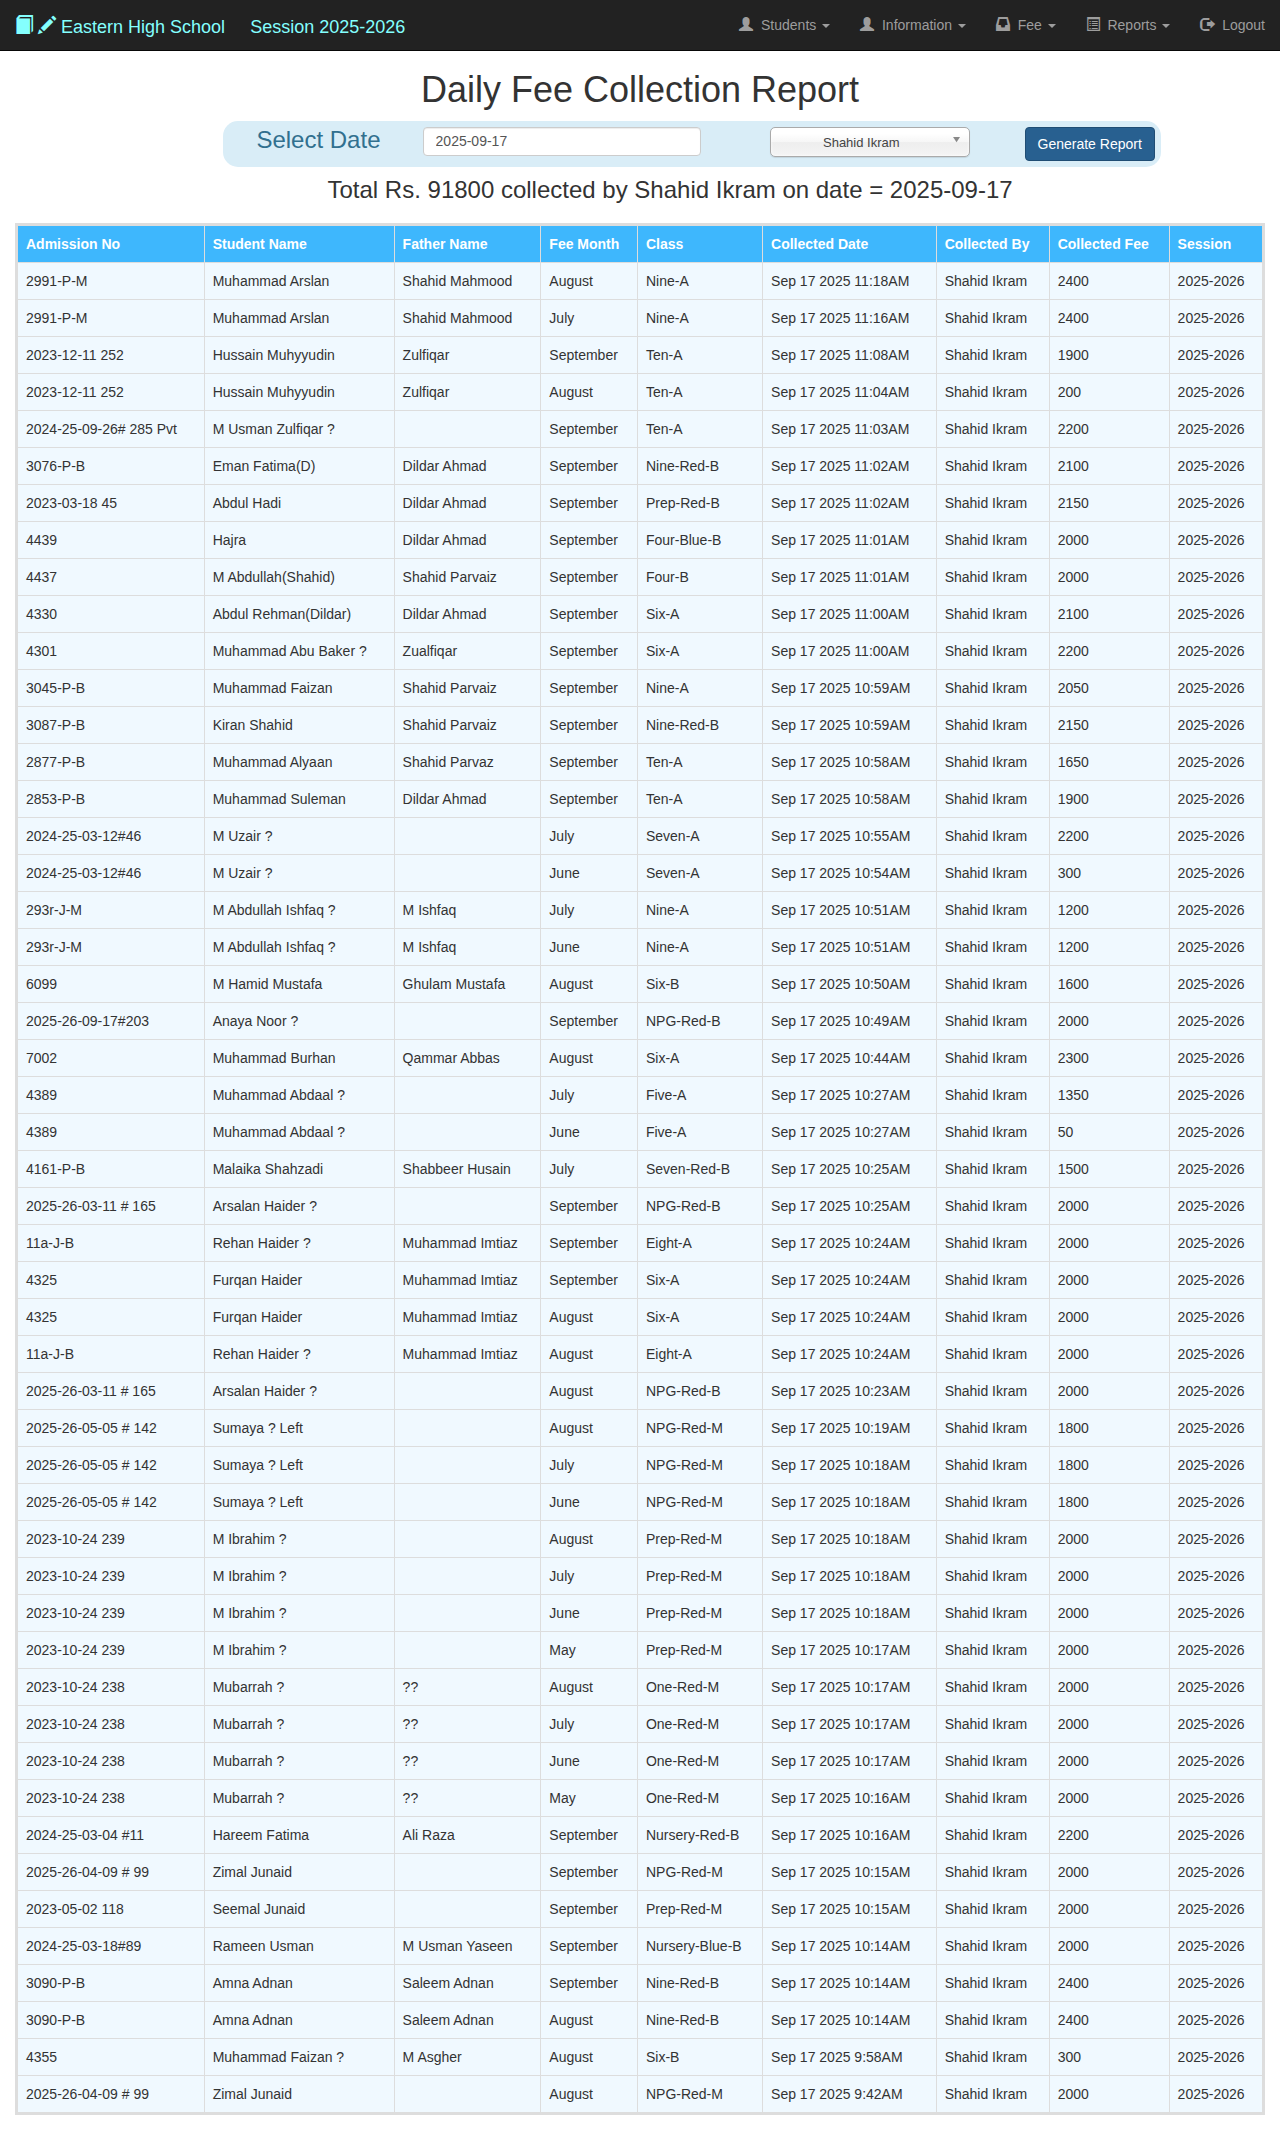 Eastern High School Session 2025-2026 Students Information Fee Reports Logout
Daily Fee Collection Report
Select Date 2025-09-17 Shahid Ikram Generate Report
Total Rs. 91800 collected by Shahid Ikram on date = 2025-09-17
Admission No Student Name Father Name Fee Month Class Collected Date Collected By Collected Fee Session
2991-P-M Muhammad Arslan Shahid Mahmood August Nine-A Sep 17 2025 11:18AM Shahid Ikram 2400 2025-2026
2991-P-M Muhammad Arslan Shahid Mahmood July Nine-A Sep 17 2025 11:16AM Shahid Ikram 2400 2025-2026
2023-12-11 252 Hussain Muhyyudin Zulfiqar September Ten-A Sep 17 2025 11:08AM Shahid Ikram 1900 2025-2026
2023-12-11 252 Hussain Muhyyudin Zulfiqar August Ten-A Sep 17 2025 11:04AM Shahid Ikram 200 2025-2026
2024-25-09-26# 285 Pvt M Usman Zulfiqar ? September Ten-A Sep 17 2025 11:03AM Shahid Ikram 2200 2025-2026
3076-P-B Eman Fatima(D) Dildar Ahmad September Nine-Red-B Sep 17 2025 11:02AM Shahid Ikram 2100 2025-2026
2023-03-18 45 Abdul Hadi Dildar Ahmad September Prep-Red-B Sep 17 2025 11:02AM Shahid Ikram 2150 2025-2026
4439 Hajra Dildar Ahmad September Four-Blue-B Sep 17 2025 11:01AM Shahid Ikram 2000 2025-2026
4437 M Abdullah(Shahid) Shahid Parvaiz September Four-B Sep 17 2025 11:01AM Shahid Ikram 2000 2025-2026
4330 Abdul Rehman(Dildar) Dildar Ahmad September Six-A Sep 17 2025 11:00AM Shahid Ikram 2100 2025-2026
4301 Muhammad Abu Baker ? Zualfiqar September Six-A Sep 17 2025 11:00AM Shahid Ikram 2200 2025-2026
3045-P-B Muhammad Faizan Shahid Parvaiz September Nine-A Sep 17 2025 10:59AM Shahid Ikram 2050 2025-2026
3087-P-B Kiran Shahid Shahid Parvaiz September Nine-Red-B Sep 17 2025 10:59AM Shahid Ikram 2150 2025-2026
2877-P-B Muhammad Alyaan Shahid Parvaz September Ten-A Sep 17 2025 10:58AM Shahid Ikram 1650 2025-2026
2853-P-B Muhammad Suleman Dildar Ahmad September Ten-A Sep 17 2025 10:58AM Shahid Ikram 1900 2025-2026
2024-25-03-12#46 M Uzair ? July Seven-A Sep 17 2025 10:55AM Shahid Ikram 2200 2025-2026
2024-25-03-12#46 M Uzair ? June Seven-A Sep 17 2025 10:54AM Shahid Ikram 300 2025-2026
293r-J-M M Abdullah Ishfaq ? M Ishfaq July Nine-A Sep 17 2025 10:51AM Shahid Ikram 1200 2025-2026
293r-J-M M Abdullah Ishfaq ? M Ishfaq June Nine-A Sep 17 2025 10:51AM Shahid Ikram 1200 2025-2026
6099 M Hamid Mustafa Ghulam Mustafa August Six-B Sep 17 2025 10:50AM Shahid Ikram 1600 2025-2026
2025-26-09-17#203 Anaya Noor ? September NPG-Red-B Sep 17 2025 10:49AM Shahid Ikram 2000 2025-2026
7002 Muhammad Burhan Qammar Abbas August Six-A Sep 17 2025 10:44AM Shahid Ikram 2300 2025-2026
4389 Muhammad Abdaal ? July Five-A Sep 17 2025 10:27AM Shahid Ikram 1350 2025-2026
4389 Muhammad Abdaal ? June Five-A Sep 17 2025 10:27AM Shahid Ikram 50 2025-2026
4161-P-B Malaika Shahzadi Shabbeer Husain July Seven-Red-B Sep 17 2025 10:25AM Shahid Ikram 1500 2025-2026
2025-26-03-11 # 165 Arsalan Haider ? September NPG-Red-B Sep 17 2025 10:25AM Shahid Ikram 2000 2025-2026
11a-J-B Rehan Haider ? Muhammad Imtiaz September Eight-A Sep 17 2025 10:24AM Shahid Ikram 2000 2025-2026
4325 Furqan Haider Muhammad Imtiaz September Six-A Sep 17 2025 10:24AM Shahid Ikram 2000 2025-2026
4325 Furqan Haider Muhammad Imtiaz August Six-A Sep 17 2025 10:24AM Shahid Ikram 2000 2025-2026
11a-J-B Rehan Haider ? Muhammad Imtiaz August Eight-A Sep 17 2025 10:24AM Shahid Ikram 2000 2025-2026
2025-26-03-11 # 165 Arsalan Haider ? August NPG-Red-B Sep 17 2025 10:23AM Shahid Ikram 2000 2025-2026
2025-26-05-05 # 142 Sumaya ? Left August NPG-Red-M Sep 17 2025 10:19AM Shahid Ikram 1800 2025-2026
2025-26-05-05 # 142 Sumaya ? Left July NPG-Red-M Sep 17 2025 10:18AM Shahid Ikram 1800 2025-2026
2025-26-05-05 # 142 Sumaya ? Left June NPG-Red-M Sep 17 2025 10:18AM Shahid Ikram 1800 2025-2026
2023-10-24 239 M Ibrahim ? August Prep-Red-M Sep 17 2025 10:18AM Shahid Ikram 2000 2025-2026
2023-10-24 239 M Ibrahim ? July Prep-Red-M Sep 17 2025 10:18AM Shahid Ikram 2000 2025-2026
2023-10-24 239 M Ibrahim ? June Prep-Red-M Sep 17 2025 10:18AM Shahid Ikram 2000 2025-2026
2023-10-24 239 M Ibrahim ? May Prep-Red-M Sep 17 2025 10:17AM Shahid Ikram 2000 2025-2026
2023-10-24 238 Mubarrah ? ?? August One-Red-M Sep 17 2025 10:17AM Shahid Ikram 2000 2025-2026
2023-10-24 238 Mubarrah ? ?? July One-Red-M Sep 17 2025 10:17AM Shahid Ikram 2000 2025-2026
2023-10-24 238 Mubarrah ? ?? June One-Red-M Sep 17 2025 10:17AM Shahid Ikram 2000 2025-2026
2023-10-24 238 Mubarrah ? ?? May One-Red-M Sep 17 2025 10:16AM Shahid Ikram 2000 2025-2026
2024-25-03-04 #11 Hareem Fatima Ali Raza September Nursery-Red-B Sep 17 2025 10:16AM Shahid Ikram 2200 2025-2026
2025-26-04-09 # 99 Zimal Junaid September NPG-Red-M Sep 17 2025 10:15AM Shahid Ikram 2000 2025-2026
2023-05-02 118 Seemal Junaid September Prep-Red-M Sep 17 2025 10:15AM Shahid Ikram 2000 2025-2026
2024-25-03-18#89 Rameen Usman M Usman Yaseen September Nursery-Blue-B Sep 17 2025 10:14AM Shahid Ikram 2000 2025-2026
3090-P-B Amna Adnan Saleem Adnan September Nine-Red-B Sep 17 2025 10:14AM Shahid Ikram 2400 2025-2026
3090-P-B Amna Adnan Saleem Adnan August Nine-Red-B Sep 17 2025 10:14AM Shahid Ikram 2400 2025-2026
4355 Muhammad Faizan ? M Asgher August Six-B Sep 17 2025 9:58AM Shahid Ikram 300 2025-2026
2025-26-04-09 # 99 Zimal Junaid August NPG-Red-M Sep 17 2025 9:42AM Shahid Ikram 2000 2025-2026